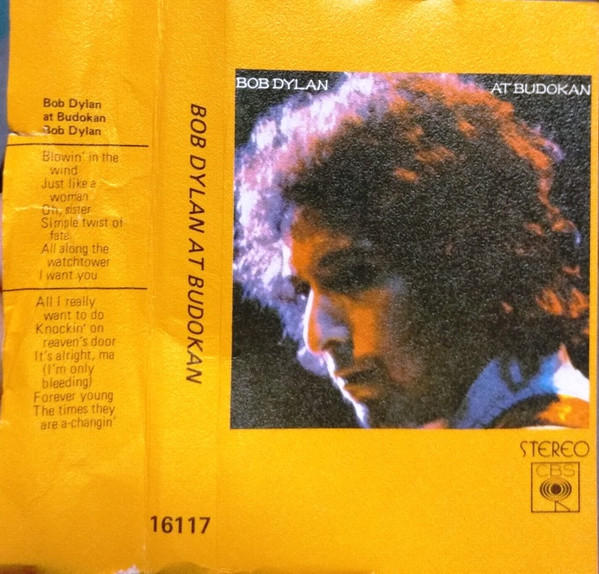 Bob Dylan
at Budokan
Bob Dylan
Blowin' in the
wind
Just like a
woman
Oh, sister
Simple twist of
fate
All along the
watchtower
I want you
All I really
want to do
Knockin' on
reaven's door
It's alright, ma
(I'm only
bleeding)
Forever young
The times they
are a-changin'
BOB DYLAN AT BUDOKAN
16117
BOB DYLAN
AT BUDOKAN
STEREO
CBS